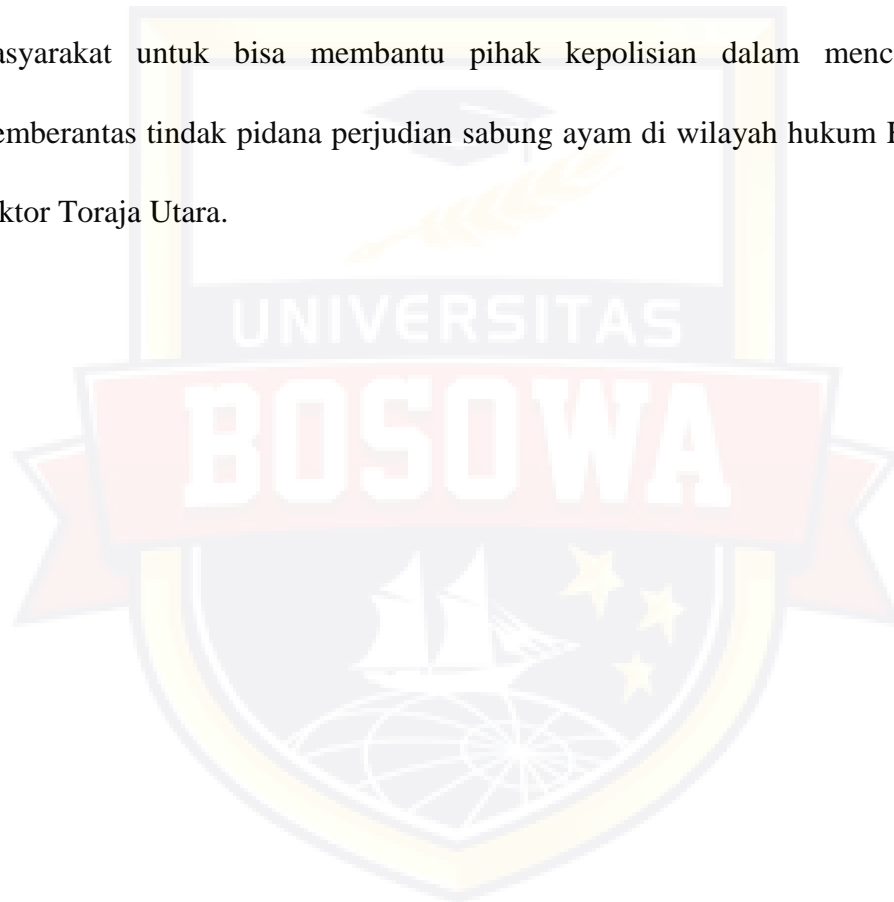 asyarakat untuk bisa membantu pihak kepolisian dalam menc
emberantas tindak pidana perjudian sabung ayam di wilayah hukum
ktor Toraja Utara.
UNIVERSITAS
BOSOWA